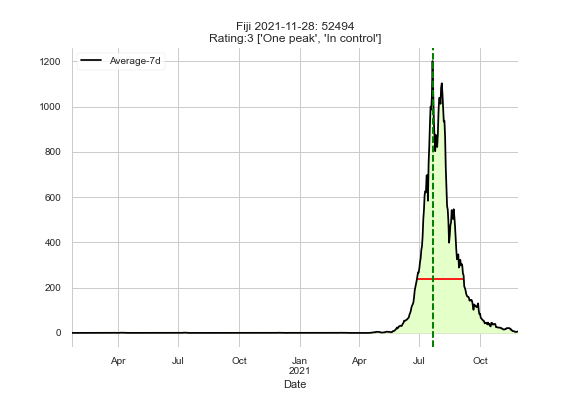 Fiji 2021-11-28: 52494
Rating:3 ['One peak', 'In control']
Average-7d
1200
1000
800
600
400
200
0
Apr Jul Oct Jan Apr Jul Oct
2021
Date